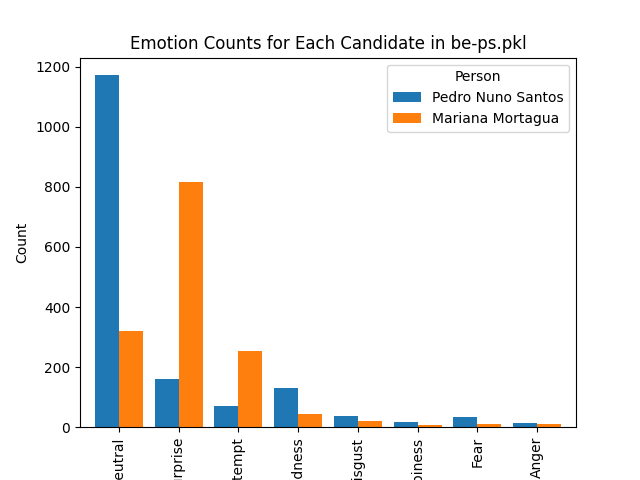 Emotion Counts for Each Candidate in be-ps.pkl
Person
Pedro Nuno Santos
Mariana Mortagua
1200
1000
800
600
400
200
0
Count
eutral
rprise
tempt
dness
isgust
piness
Fear
Anger